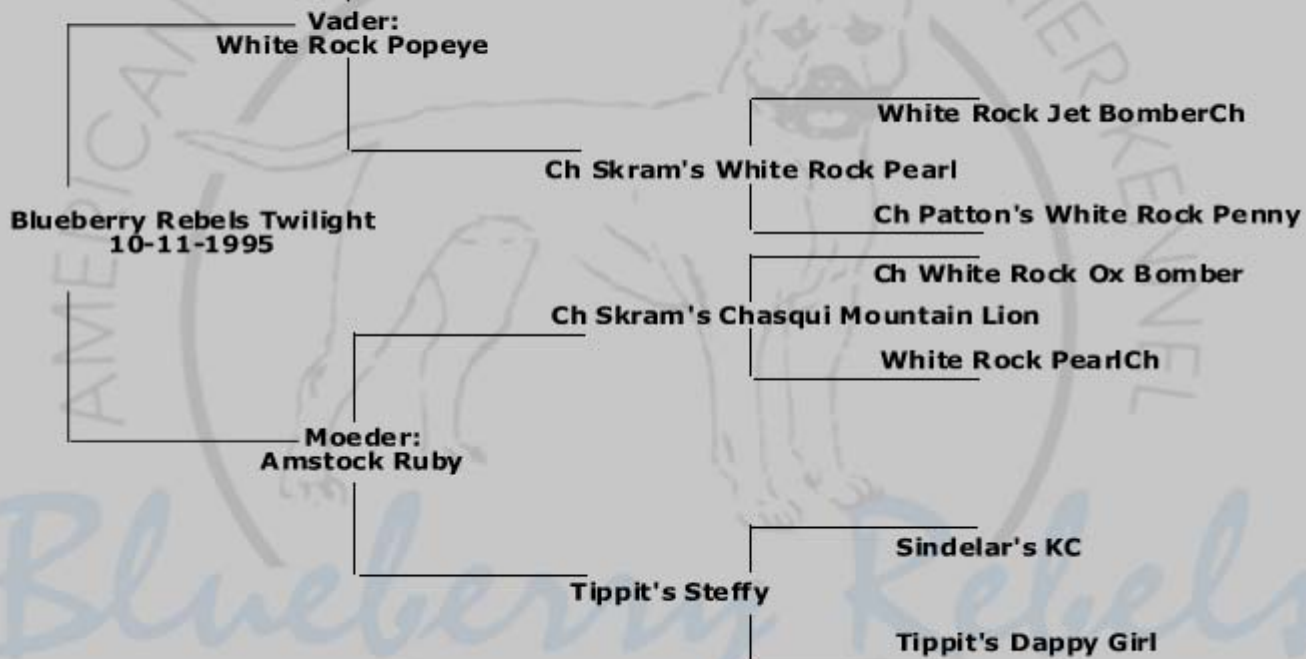 Vader:
White Rock Popeye
White Rock Jet BomberCh
Ch Skram's White Rock Pearl
Ch Patton's White Rock Penny
Blueberry Rebels Twilight
10-11-1995
Ch White Rock Ox Bomber
Ch Skram's Chasqui Mountain Lion
White Rock PearlCh
Moeder:
Amstock Ruby
Sindelar's KC
Tippit's Steffy
Tippit's Dappy Girl
AMERICAN
KENNEL
Blueberry Rebels